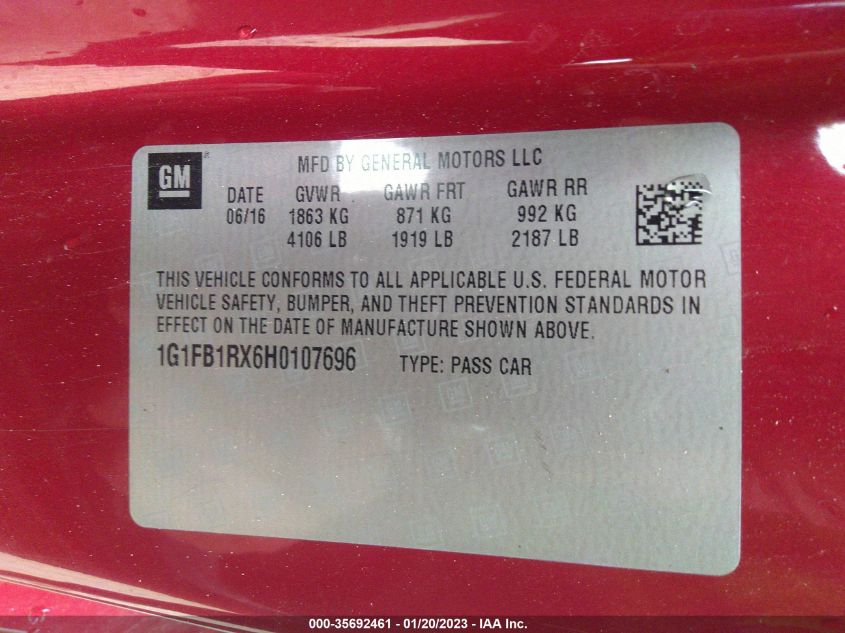 GM
MFD BY GENERAL MOTORS LLC
DATE GVWR GAWR FRT GAWR RR
06/16 1863 KG 871 KG 992 KG
4106 LB 1919 LB 2187 LB
THIS VEHICLE CONFORMS TO ALL APPLICABLE U.S. FEDERAL MOTOR
VEHICLE SAFETY, BUMPER, AND THEFT PREVENTION STANDARDS IN
EFFECT ON THE DATE OF MANUFACTURE SHOWN ABOVE.
1G1FB1RX6H0107696 TYPE: PASS CAR
000-35692461 - 01/20/2023 - IAA Inc.